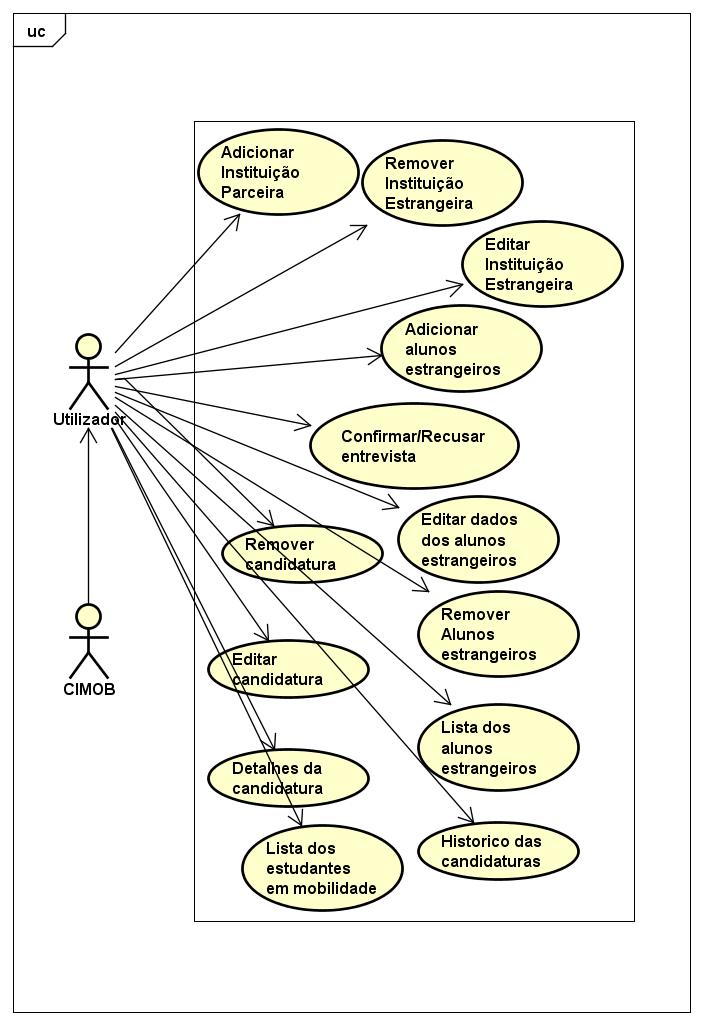 uc
Adicionar
Instituição
Parceira
Remover
Instituição
Estrangeira
Editar
Instituição
Estrangeira
Adicionar
alunos
estrangeiros
Utilizador
Confirmar/Recusar
entrevista
Editar dados
dos alunos
estrangeiros
Remover
candidatura
Remover
Alunos
estrangeiros
Editar
candidatura
CIMOB
Lista dos
alunos
estrangeiros
Detalhes da
candidatura
Historico das
candidaturas
Lista dos
estudantes
em mobilidade